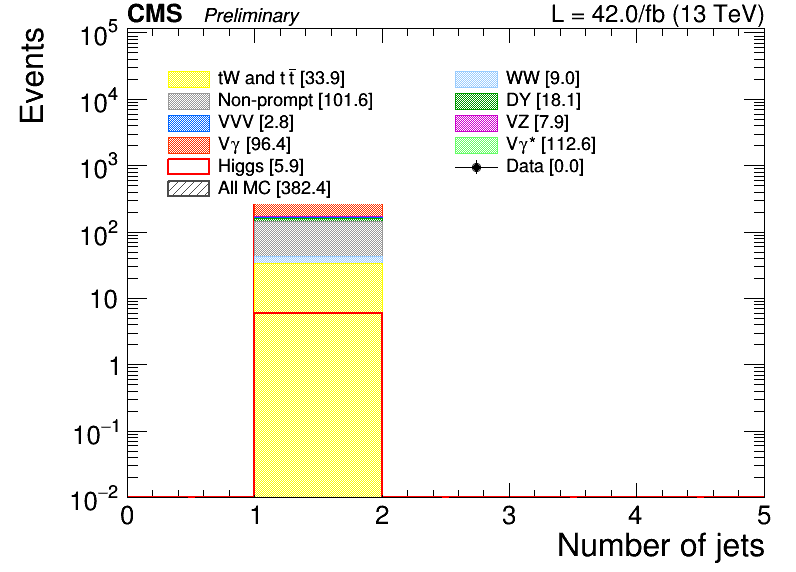 CMS Preliminary L = 42.0/fb (13 TeV)
Events
10⁵
10⁴
10³
10²
10
1
10⁻¹
10⁻²
tW and t t̅ [33.9]
Non-prompt [101.6]
VVV [2.8]
Vγ [96.4]
Higgs [5.9]
All MC [382.4]
WW [9.0]
DY [18.1]
VZ [7.9]
Vγ* [112.6]
Data [0.0]
0 1 2 3 4 5
Number of jets